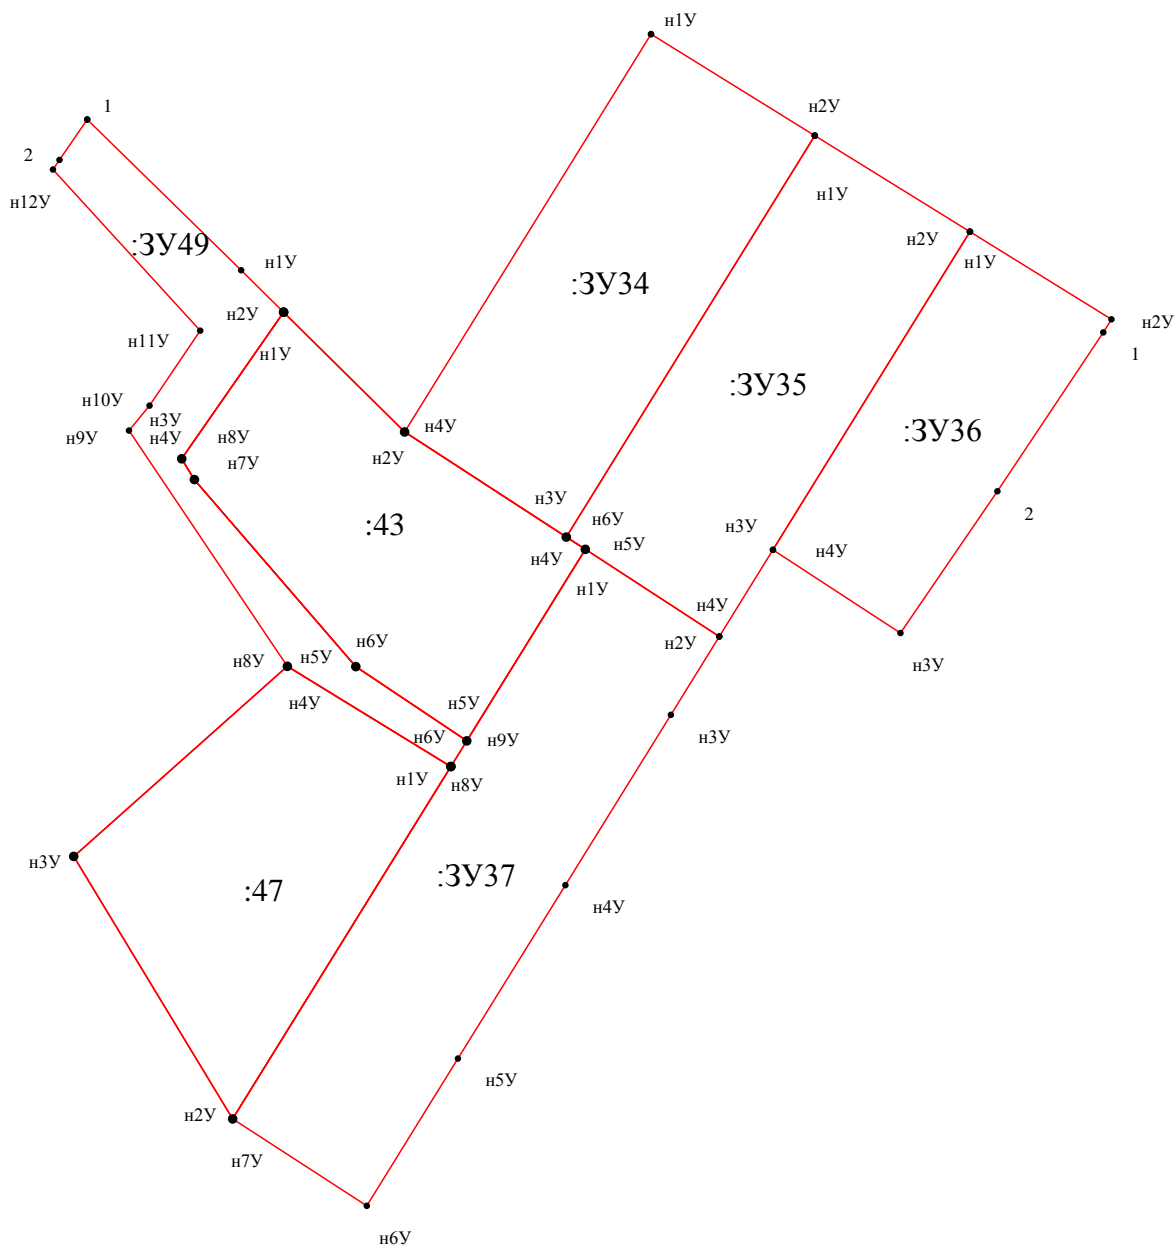 н1У
1
н2У
2
н12У
н1У
н2У
:ЗУ49
н1У
н1У
:ЗУ34
н2У
н2У
н11У
1
н1У
:ЗУ35
н10У
н3У
н4У
:ЗУ36
н9У
н4У
н8У
н2У
н7У
н3У
2
:43
н6У
н4У
н5У
н3У
н4У
н1У
н4У
н2У
н3У
н6У
н8У
н5У
н4У
н5У
н3У
н6У
н9У
н1У
н8У
н3У
:ЗУ37
:47
н4У
н5У
н2У
н7У
н6У